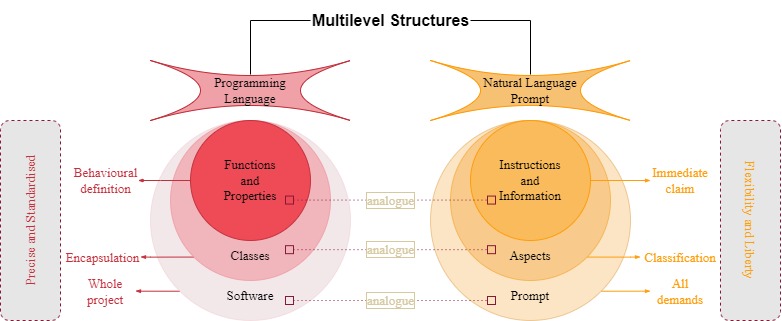 Multilevel Structures
Programming
Language
Natural Language
Prompt
Precise and Standardised
Behavioural
definition
Functions
and
Properties
analogue
Instructions
and
Information
Immediate
claim
Encapsulation
Classes
analogue
Aspects
Classification
Whole
project
Software
analogue
Prompt
All
demands
Flexibility and Liberty